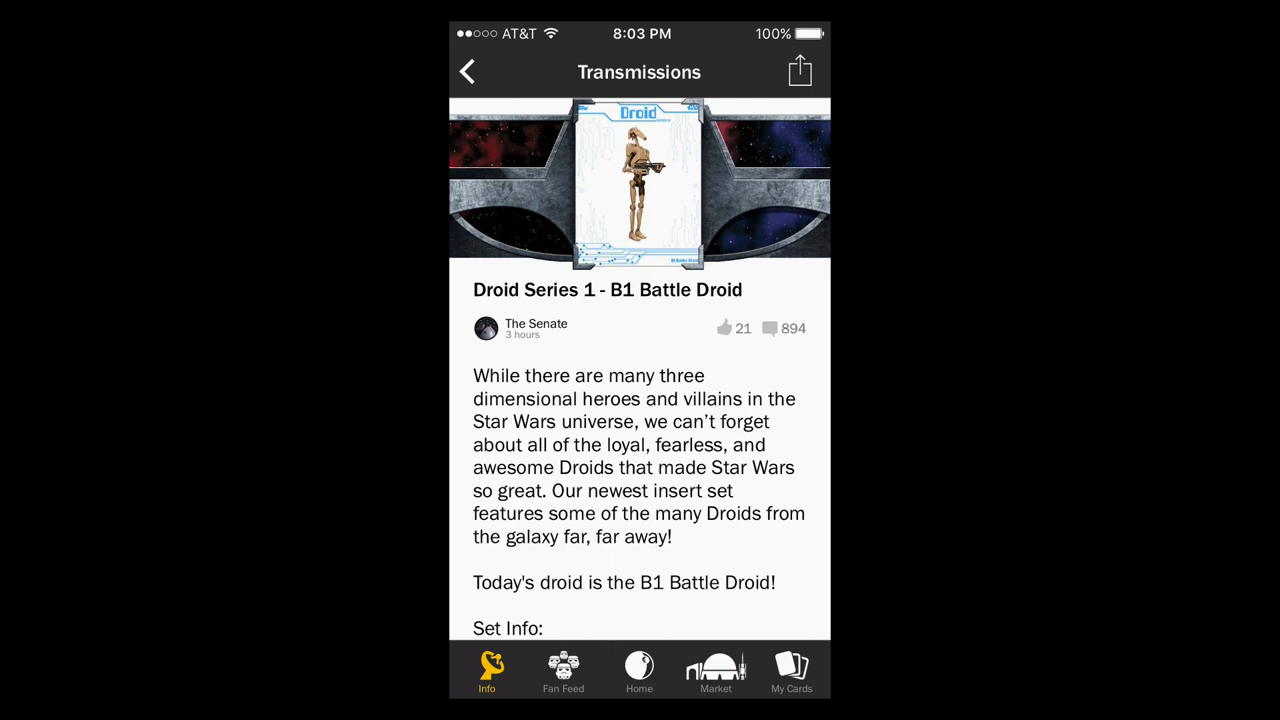 AT&T 8:03 PM 100%
Transmissions
Droid
B1 Battle Droid
Droid Series 1 - B1 Battle Droid
The Senate
3 hours
21 894
While there are many three
dimensional heroes and villains in the
Star Wars universe, we can’t forget
about all of the loyal, fearless, and
awesome Droids that made Star Wars
so great. Our newest insert set
features some of the many Droids from
the galaxy far, far away!
Today's droid is the B1 Battle Droid!
Set Info:
Info Fan Feed Home Market My Cards